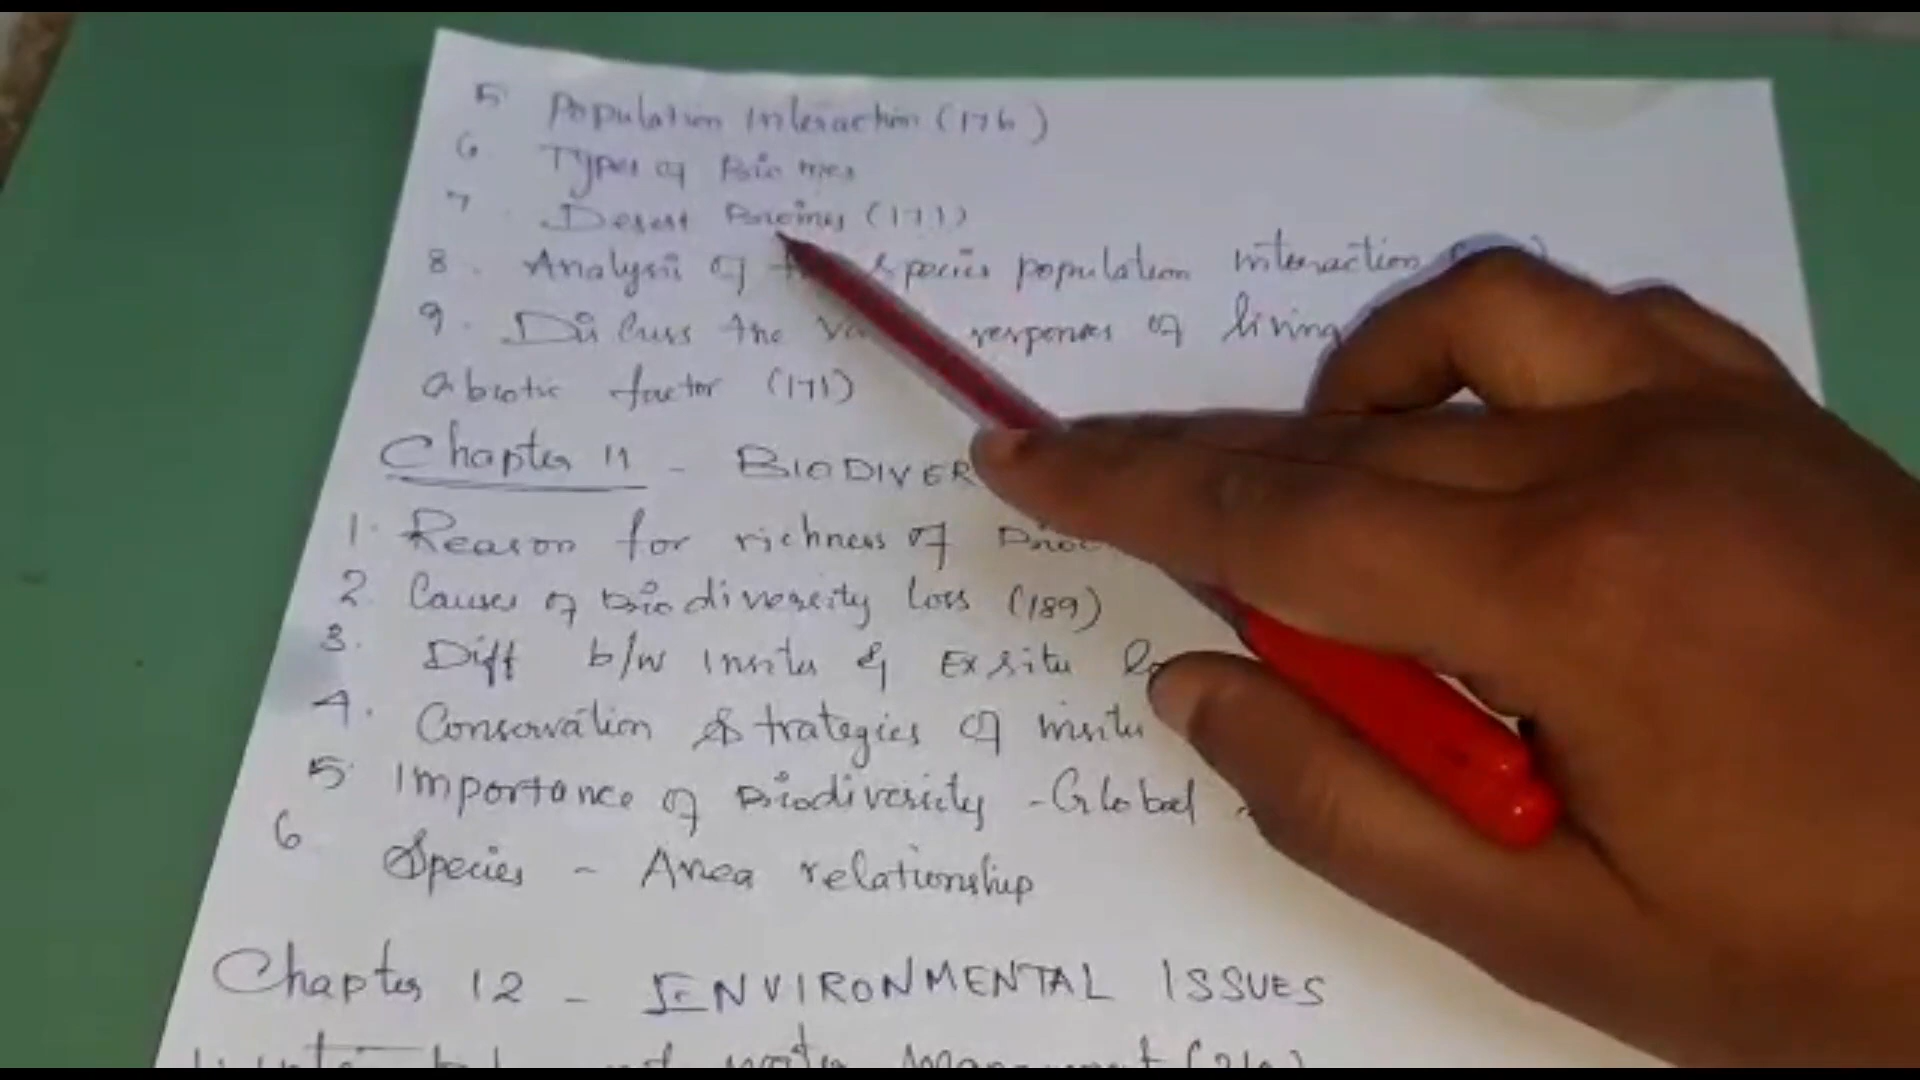 5 Population Interaction (176)
6 Types of Biomes
7. Desert Biomes (173)
8. Analysis of Species population interaction
9. Discuss the responses of living
abiotic factor (171)
Chapter 11 - BIODIVER
1. Reason for richness of
2. Causes of Biodiversity loss (189)
3. Diff b/w Insitu & Exsitu
4. Conservation Strategies of insitu
5. Importance of Biodiversity - Global
6 Species - Area relationship
Chapter 12 - ENVIRONMENTAL ISSUES